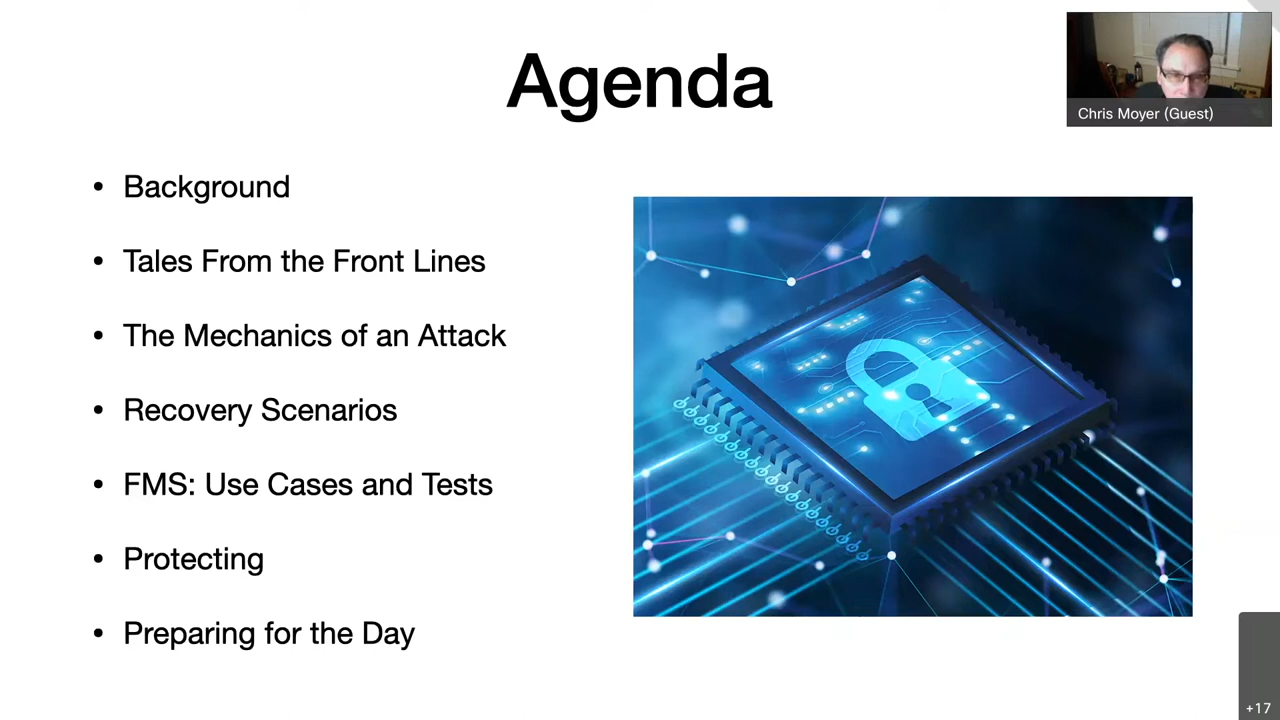 Agenda
Chris Moyer (Guest)
• Background
• Tales From the Front Lines
• The Mechanics of an Attack
• Recovery Scenarios
• FMS: Use Cases and Tests
• Protecting
• Preparing for the Day
+17